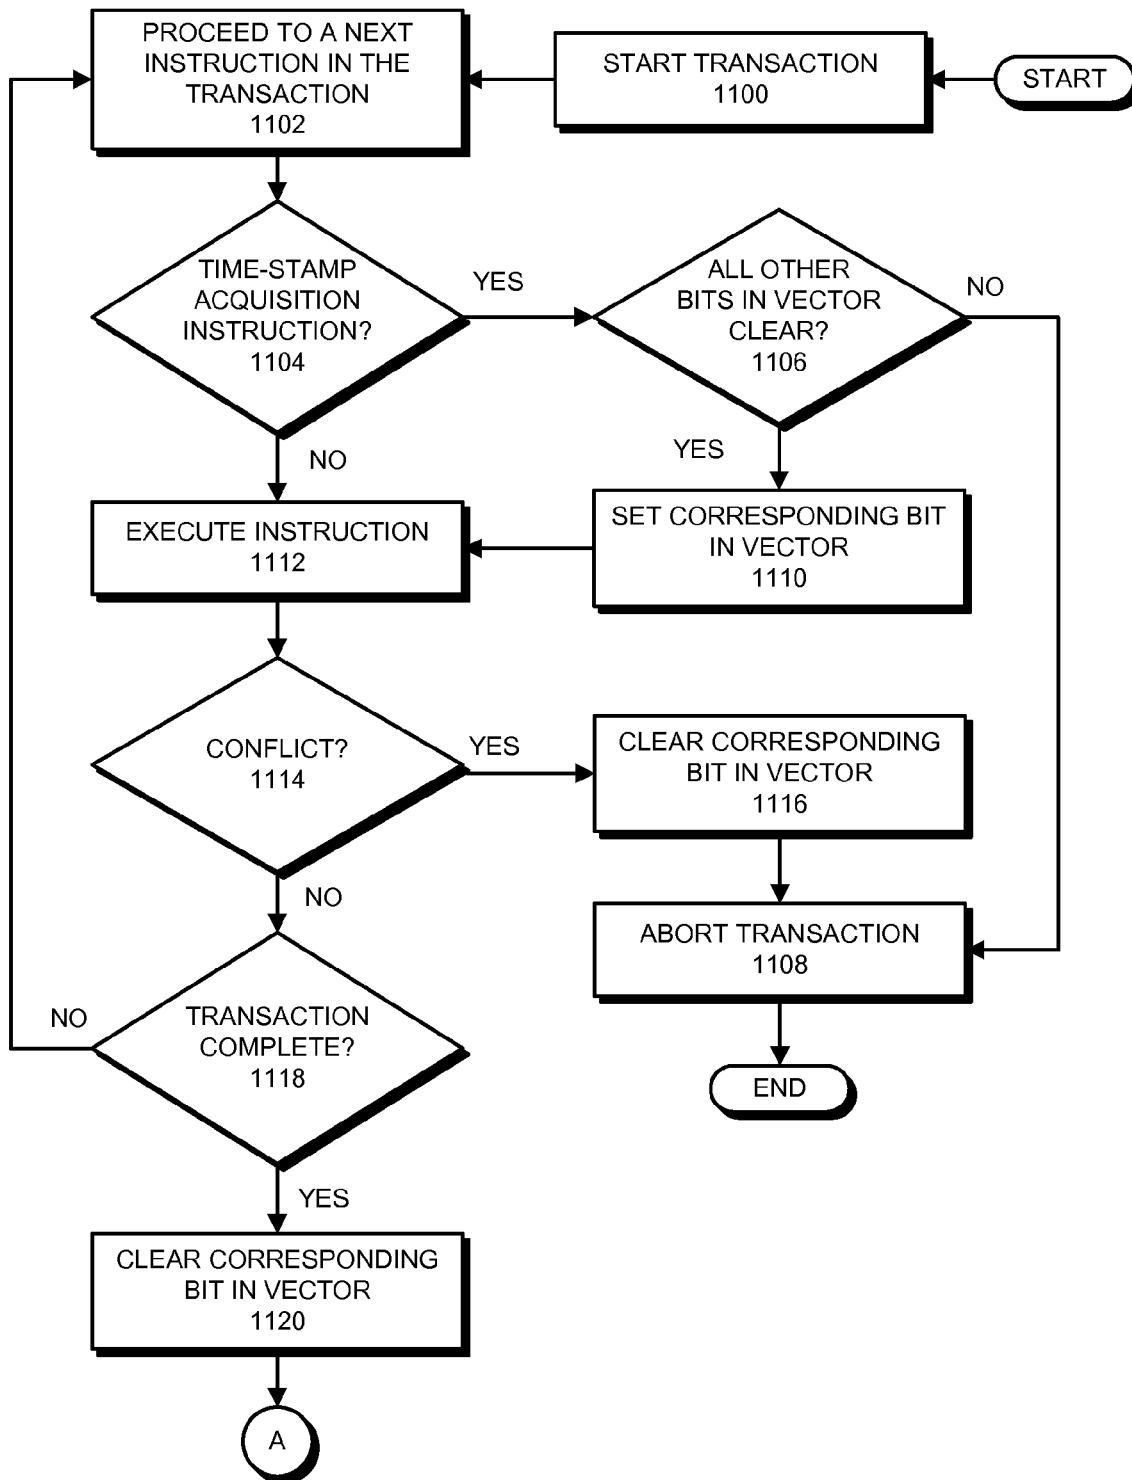 PROCEED TO A NEXT
INSTRUCTION IN THE
TRANSACTION
1102
START TRANSACTION
1100
START
TIME-STAMP
ACQUISITION
INSTRUCTION?
1104
YES
ALL OTHER
BITS IN VECTOR
CLEAR?
1106
NO
NO
YES
EXECUTE INSTRUCTION
1112
SET CORRESPONDING BIT
IN VECTOR
1110
CONFLICT?
1114
YES
CLEAR CORRESPONDING
BIT IN VECTOR
1116
NO
ABORT TRANSACTION
1108
NO
TRANSACTION
COMPLETE?
1118
END
YES
CLEAR CORRESPONDING
BIT IN VECTOR
1120
A